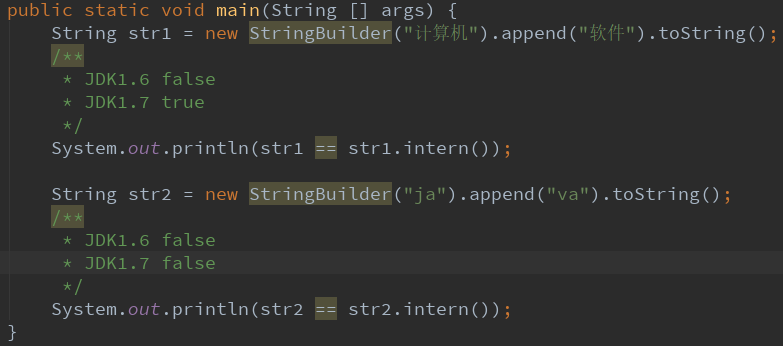 public static void main(String [] args) {
    String str1 = new StringBuilder("计算机").append("软件").toString();
    /**
     * JDK1.6 false
     * JDK1.7 true
     */
    System.out.println(str1 == str1.intern());

    String str2 = new StringBuilder("ja").append("va").toString();
    /**
     * JDK1.6 false
     * JDK1.7 false
     */
    System.out.println(str2 == str2.intern());
}